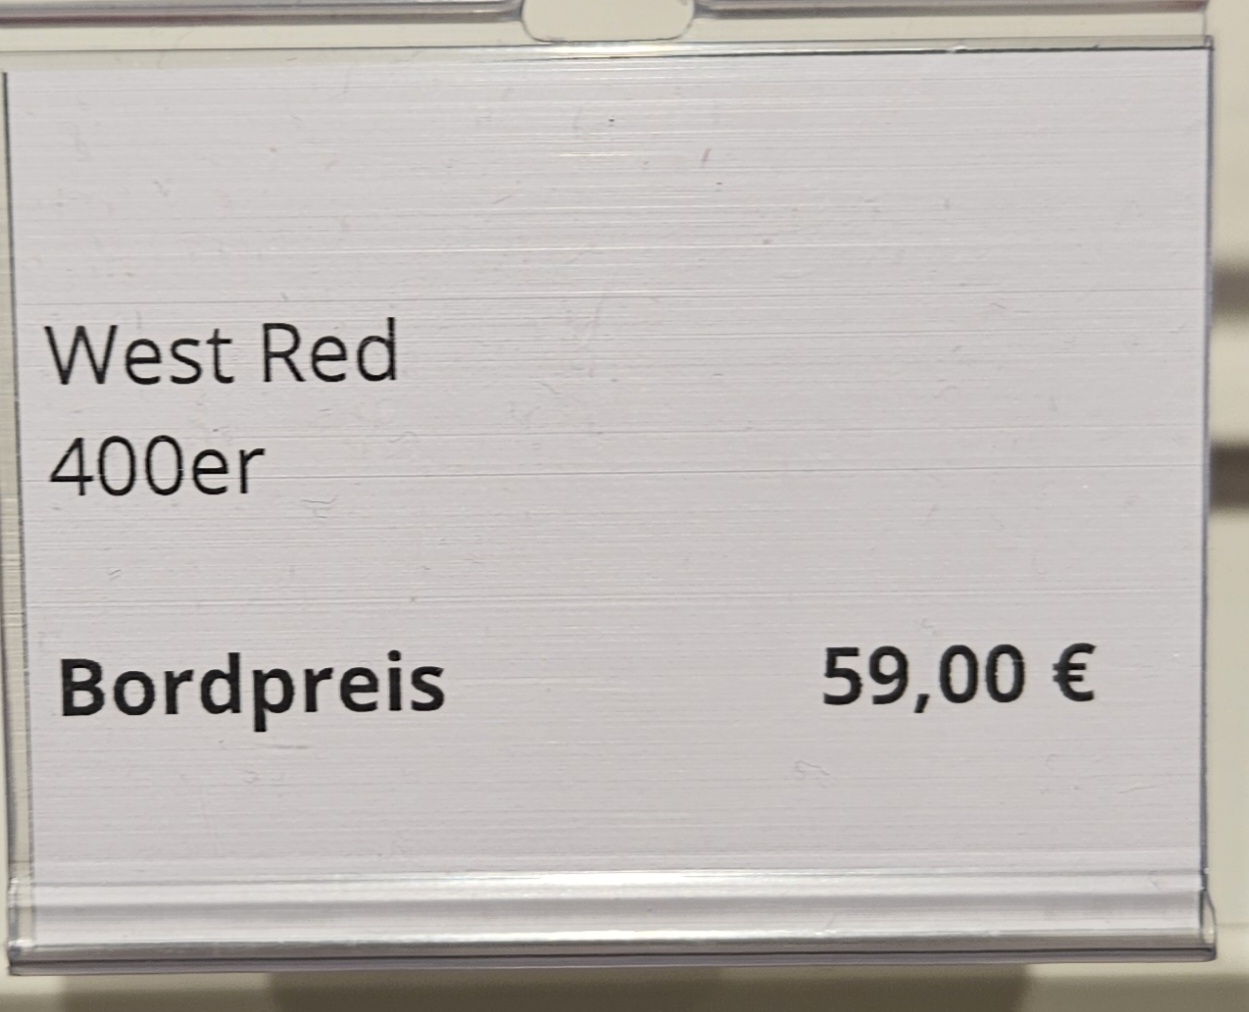 West Red
400er
Bordpreis 59,00 €